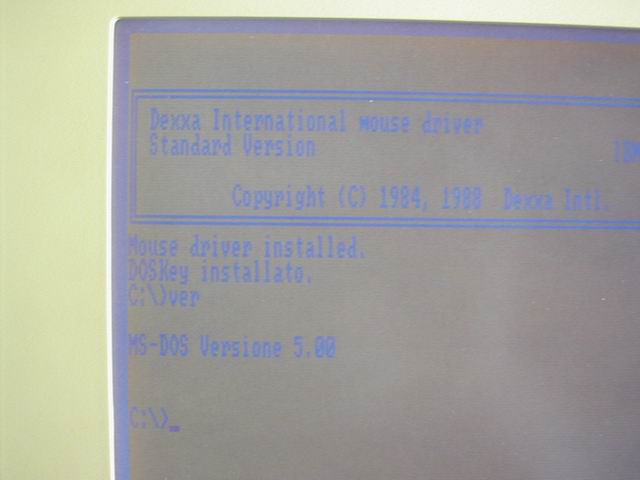 Dexxa International mouse driver
Standard Version IBM
Copyright (C) 1984, 1988 Dexxa Intl.
Mouse driver installed.
DOSKey installato.
C:\>ver
MS-DOS Versione 5.00
C:\>_